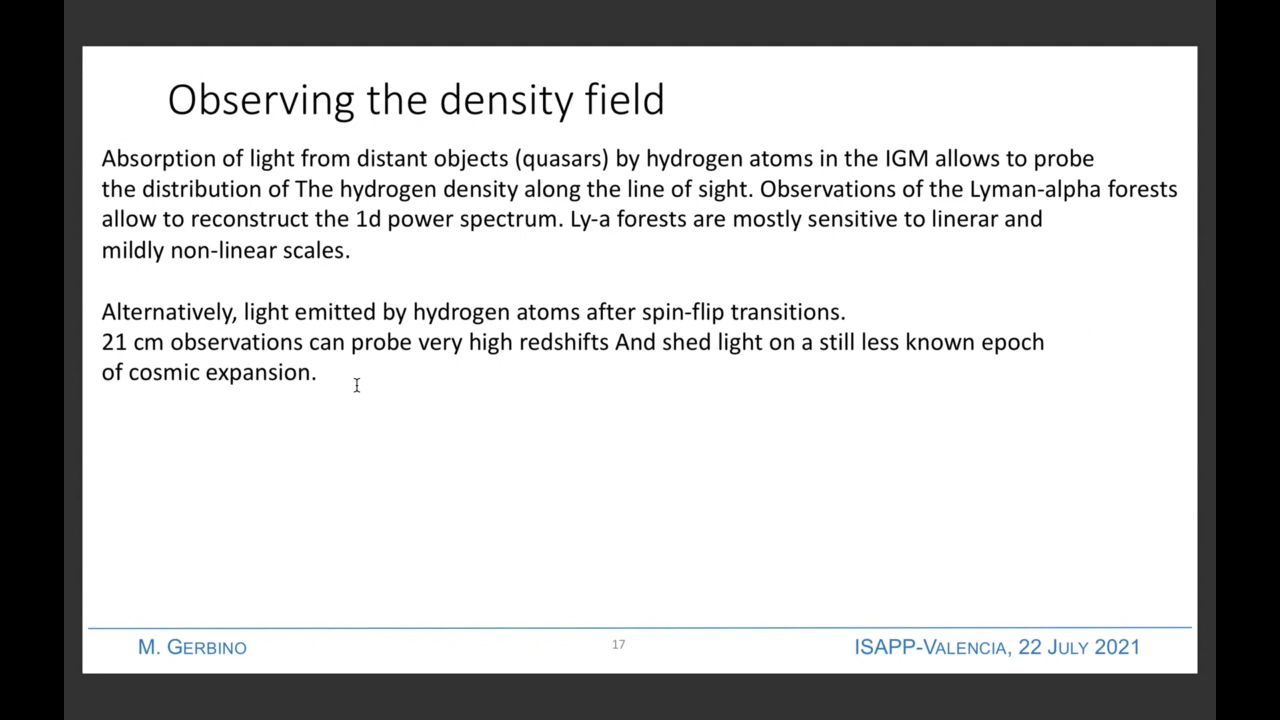 Observing the density field
Absorption of light from distant objects (quasars) by hydrogen atoms in the IGM allows to probe
the distribution of The hydrogen density along the line of sight. Observations of the Lyman-alpha forests
allow to reconstruct the 1d power spectrum. Ly-a forests are mostly sensitive to linerar and
mildly non-linear scales.
Alternatively, light emitted by hydrogen atoms after spin-flip transitions.
21 cm observations can probe very high redshifts And shed light on a still less known epoch
of cosmic expansion.
M. GERBINO
17
ISAPP-VALENCIA, 22 JULY 2021